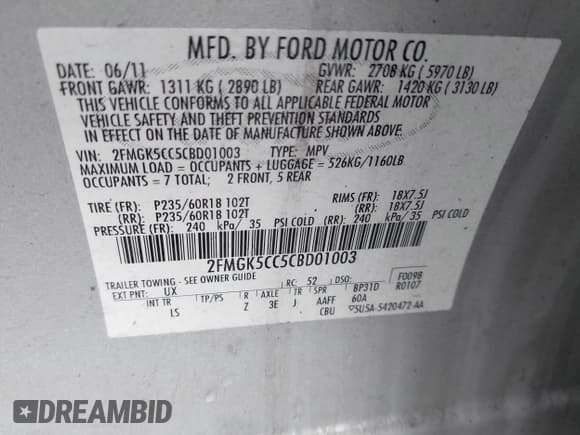 MFD. BY FORD MOTOR CO.
DATE: 06/11 GVWR: 2708 KG ( 5970 LB)
FRONT GAWR: 1311 KG ( 2890 LB) REAR GAWR: 1420 KG ( 3130 LB)
THIS VEHICLE CONFORMS TO ALL APPLICABLE FEDERAL MOTOR
VEHICLE SAFETY AND THEFT PREVENTION STANDARDS
IN EFFECT ON THE DATE OF MANUFACTURE SHOWN ABOVE.
VIN: 2FMGK5CC5CBD01003 TYPE: MPV
MAXIMUM LOAD = OCCUPANTS + LUGGAGE = 526KG/1160LB
OCCUPANTS = 7 TOTAL; 2 FRONT, 5 REAR
TIRE (FR): P235/60R18 102T RIMS (FR): 18X7.5J
(RR): P235/60R18 102T (RR): 18X7.5J
PRESSURE (FR): 240 kPa/ 35 PSI COLD (RR): 240 kPa/ 35 PSI COLD
2FMGK5CC5CBD01003
TRAILER TOWING - SEE OWNER GUIDE
EXT PNT: UX RC: 52 DSO: F009B
INT TR TP/PS R AXLE TR SPR BP31D R0107
LS Z 3E J AAFF 60A
CBU 5U5A-5420472-AA
DREAMBID